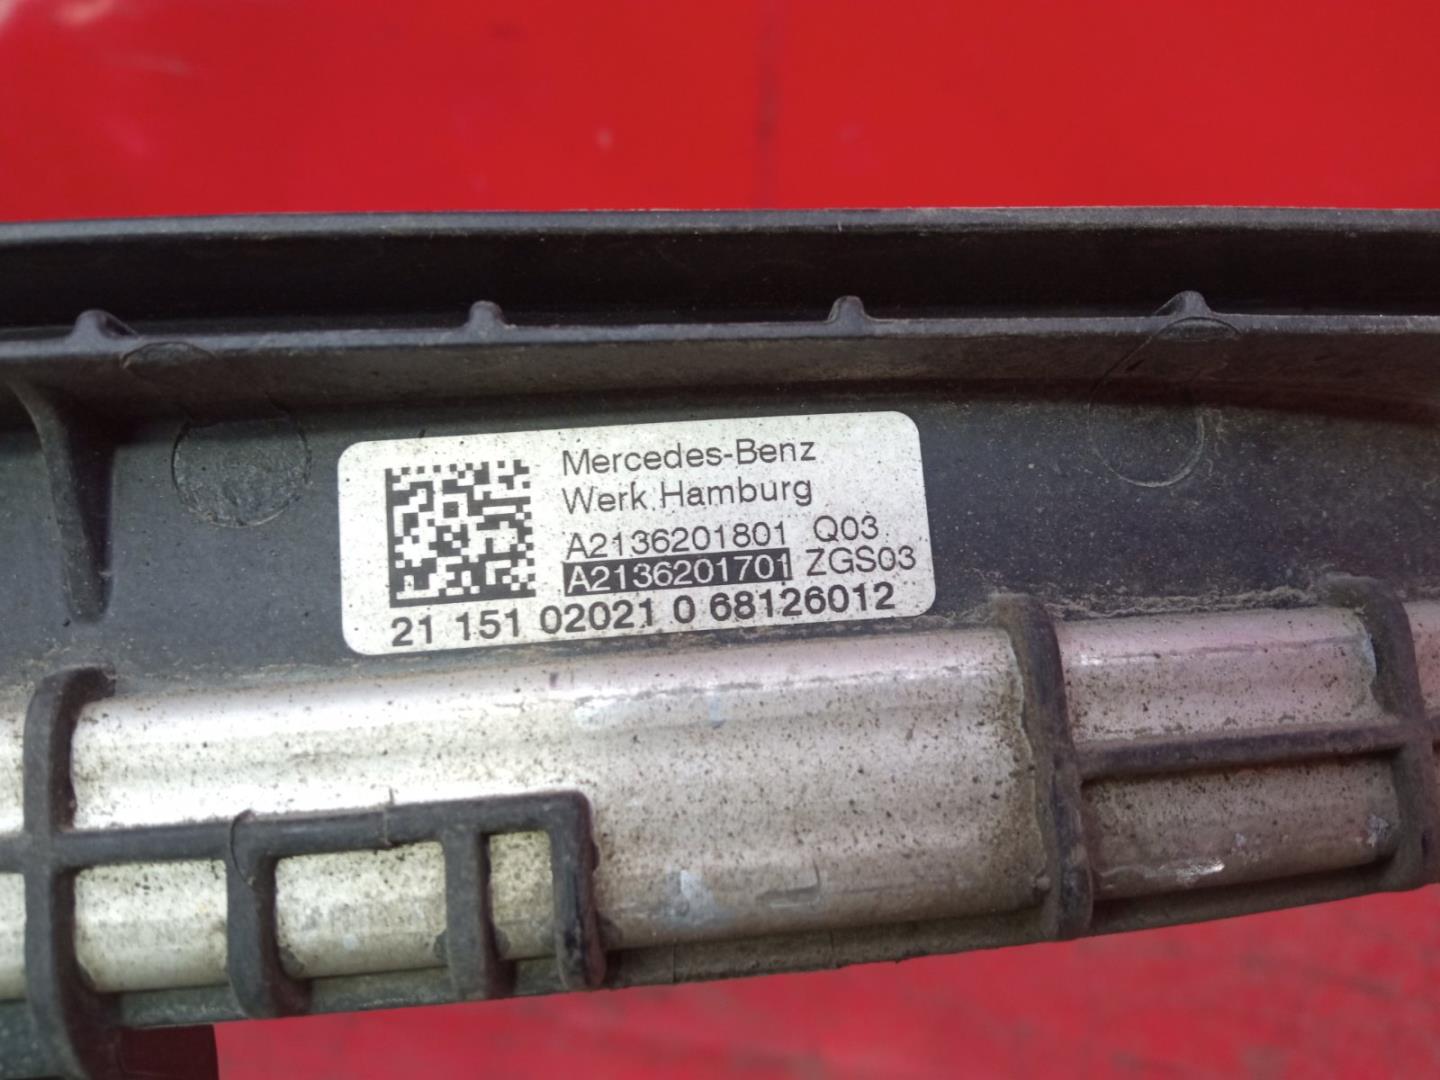 Mercedes-Benz
Werk Hamburg
A2136201801 Q03
A2136201701 ZGS03
21 151 02021 0 68126012